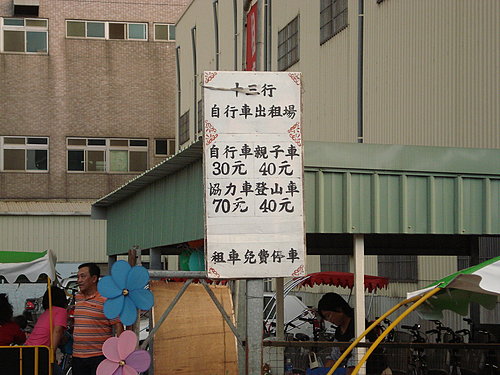 十三行
自行車出租場
自行車 親子車
30元 40元
協力車 登山車
70元 40元
租車免費停車